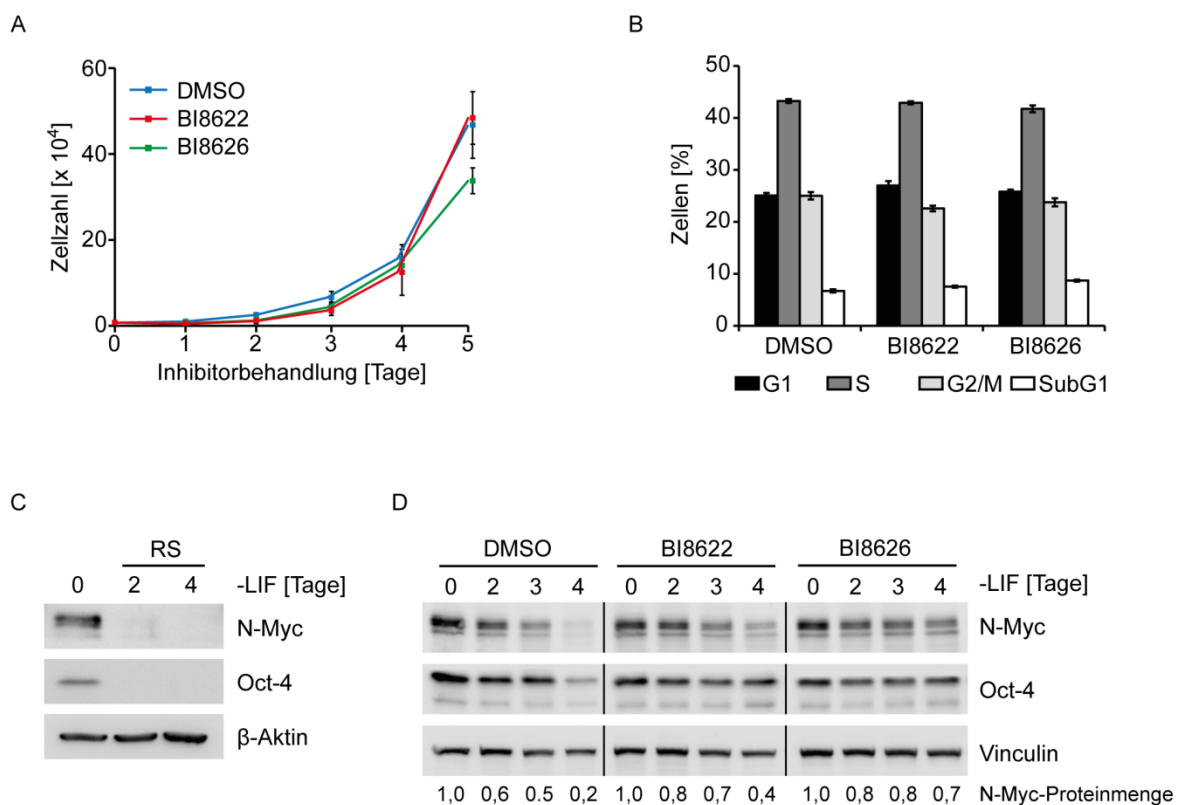 A
Zellzahl [x 10⁴]
60
40
20
0
DMSO
BI8622
BI8626
0 1 2 3 4 5
Inhibitorbehandlung [Tage]
B
Zellen [%]
50
40
30
20
10
0
DMSO BI8622 BI8626
G1 S G2/M SubG1
C
RS
0 2 4 -LIF [Tage]
N-Myc
Oct-4
β-Aktin
D
DMSO BI8622 BI8626
0 2 3 4 0 2 3 4 0 2 3 4 -LIF [Tage]
N-Myc
Oct-4
Vinculin
1,0 0,6 0.5 0,2 1,0 0,8 0,7 0,4 1,0 0,8 0,8 0,7 N-Myc-Proteinmenge